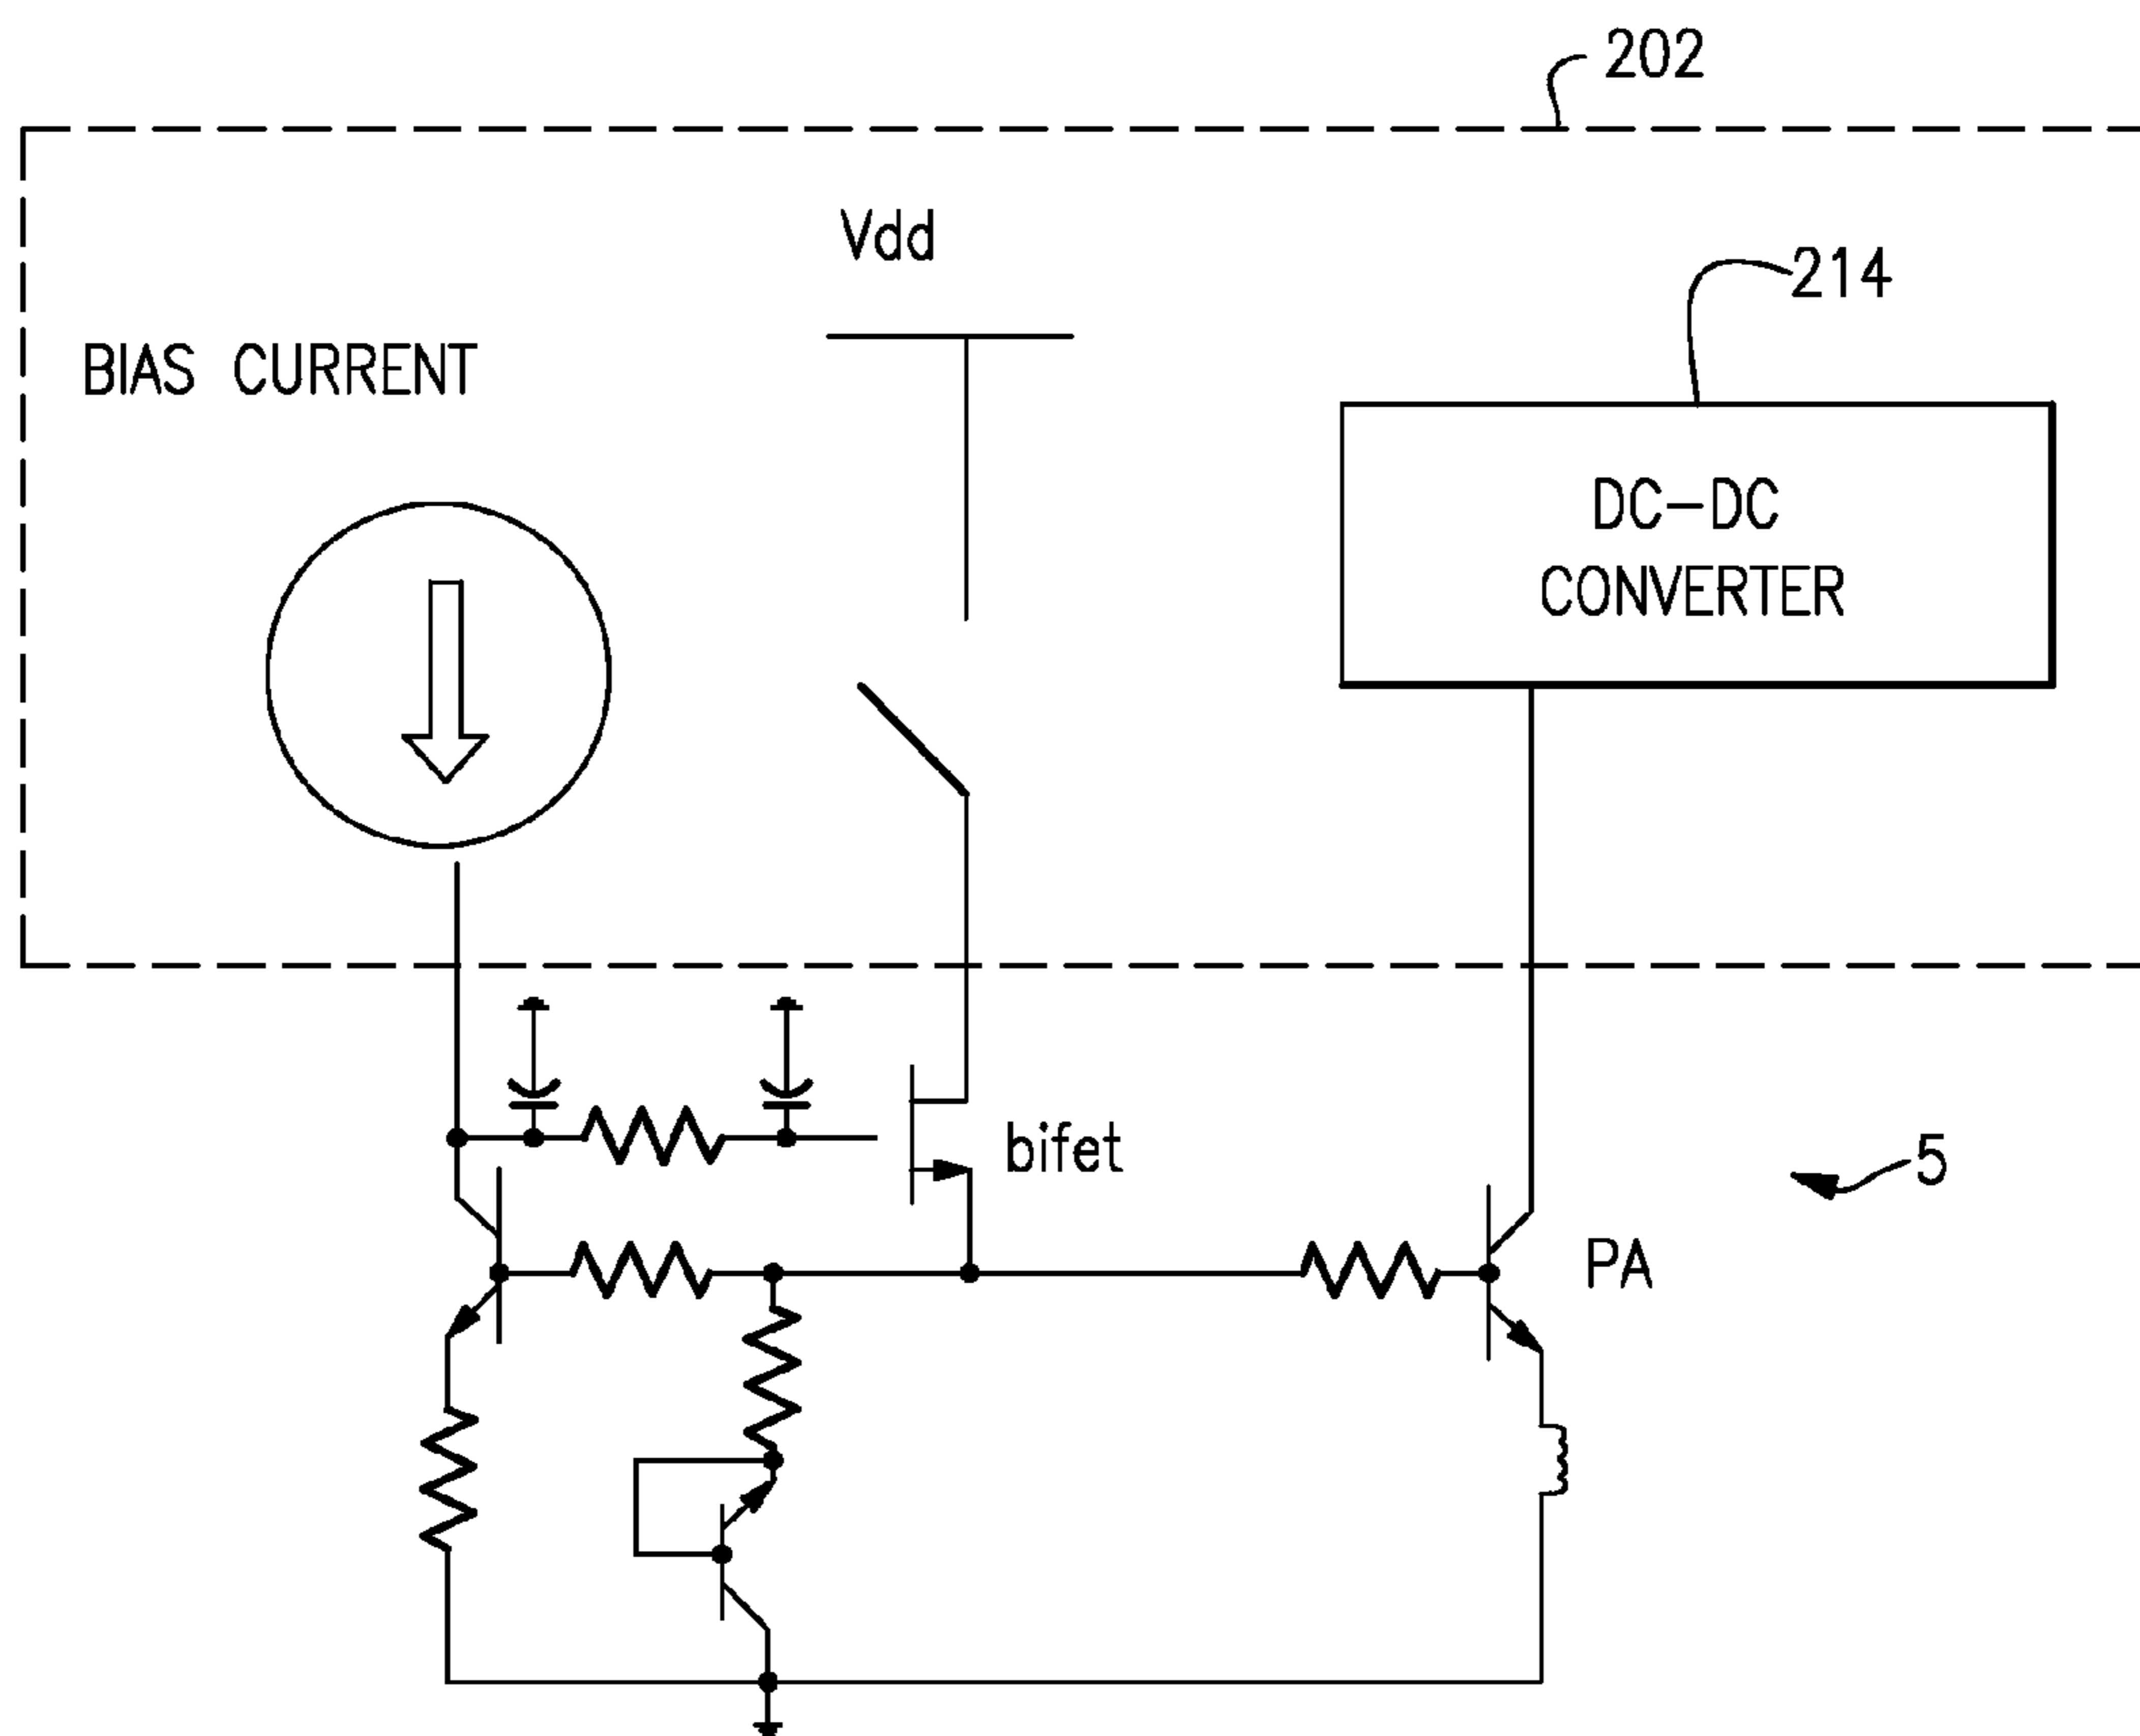 202
Vdd
214
BIAS CURRENT
DC-DC
CONVERTER
bifet
5
PA